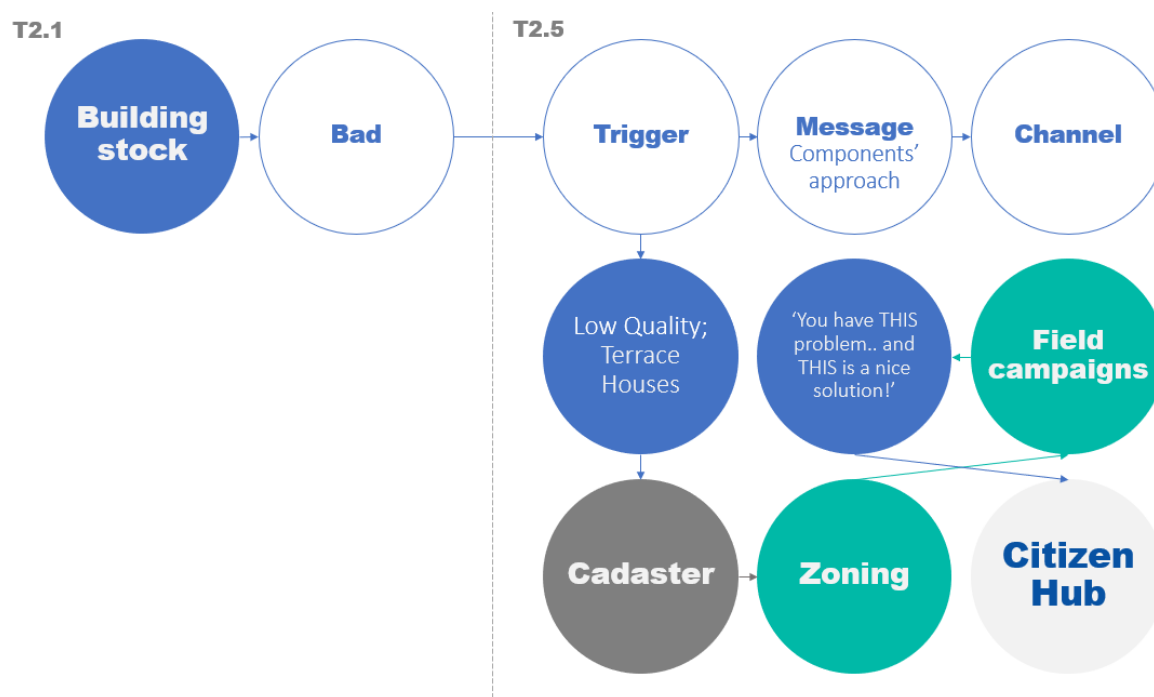 T2.1
T2.5
Building
stock
Bad
Trigger
Message
Components’
approach
Channel
Low Quality;
Terrace
Houses
‘You have THIS
problem.. and
THIS is a nice
solution!’
Field
campaigns
Cadaster
Zoning
Citizen
Hub